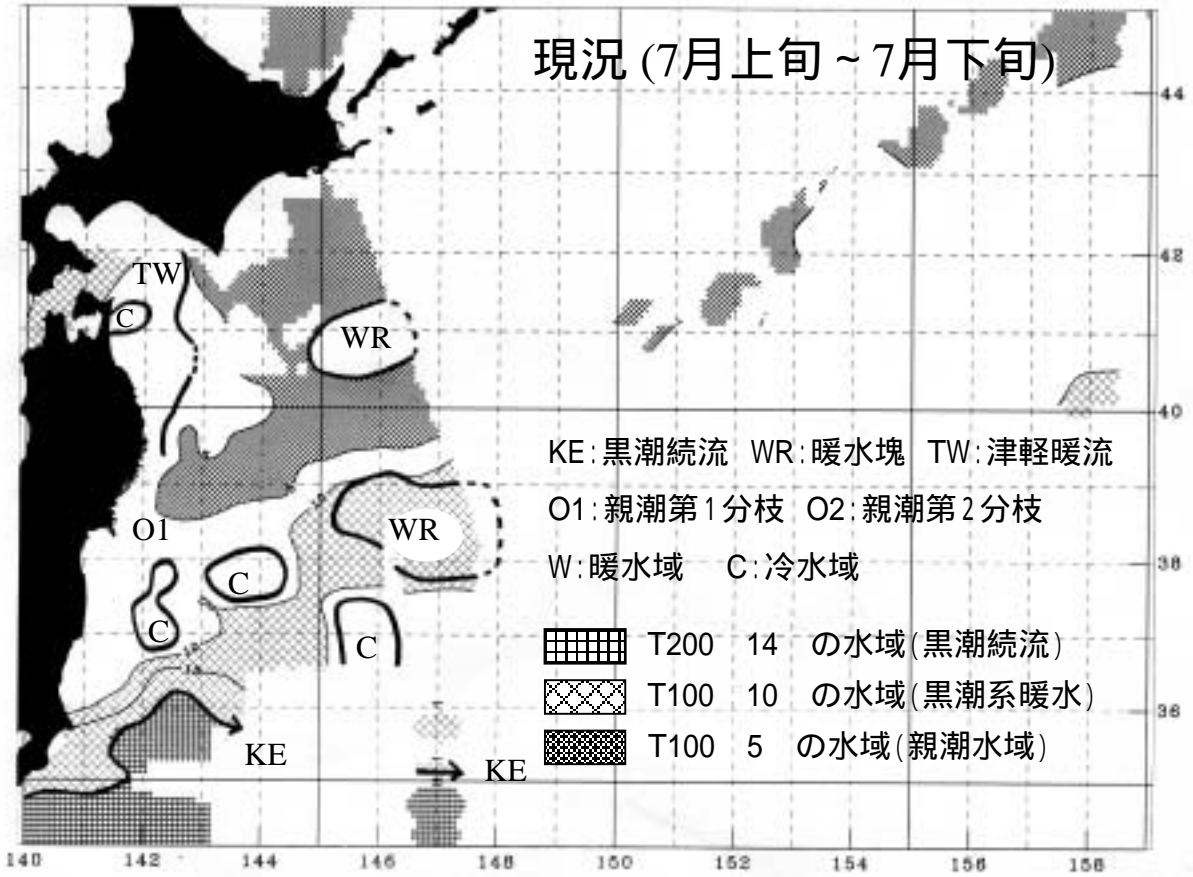 現況 (7月上旬 ~ 7月下旬)
44
TW
42
C
WR
40
KE:黒潮続流 WR:暖水塊 TW:津軽暖流
O1:親潮第1分枝 O2:親潮第2分枝
W:暖水域 C:冷水域
O1
WR
38
C
C
C
T200 14 の水域(黒潮続流)
T100 10 の水域(黒潮系暖水)
T100 5 の水域(親潮水域)
36
KE
KE
140 142 144 146 148 150 152 154 156 158